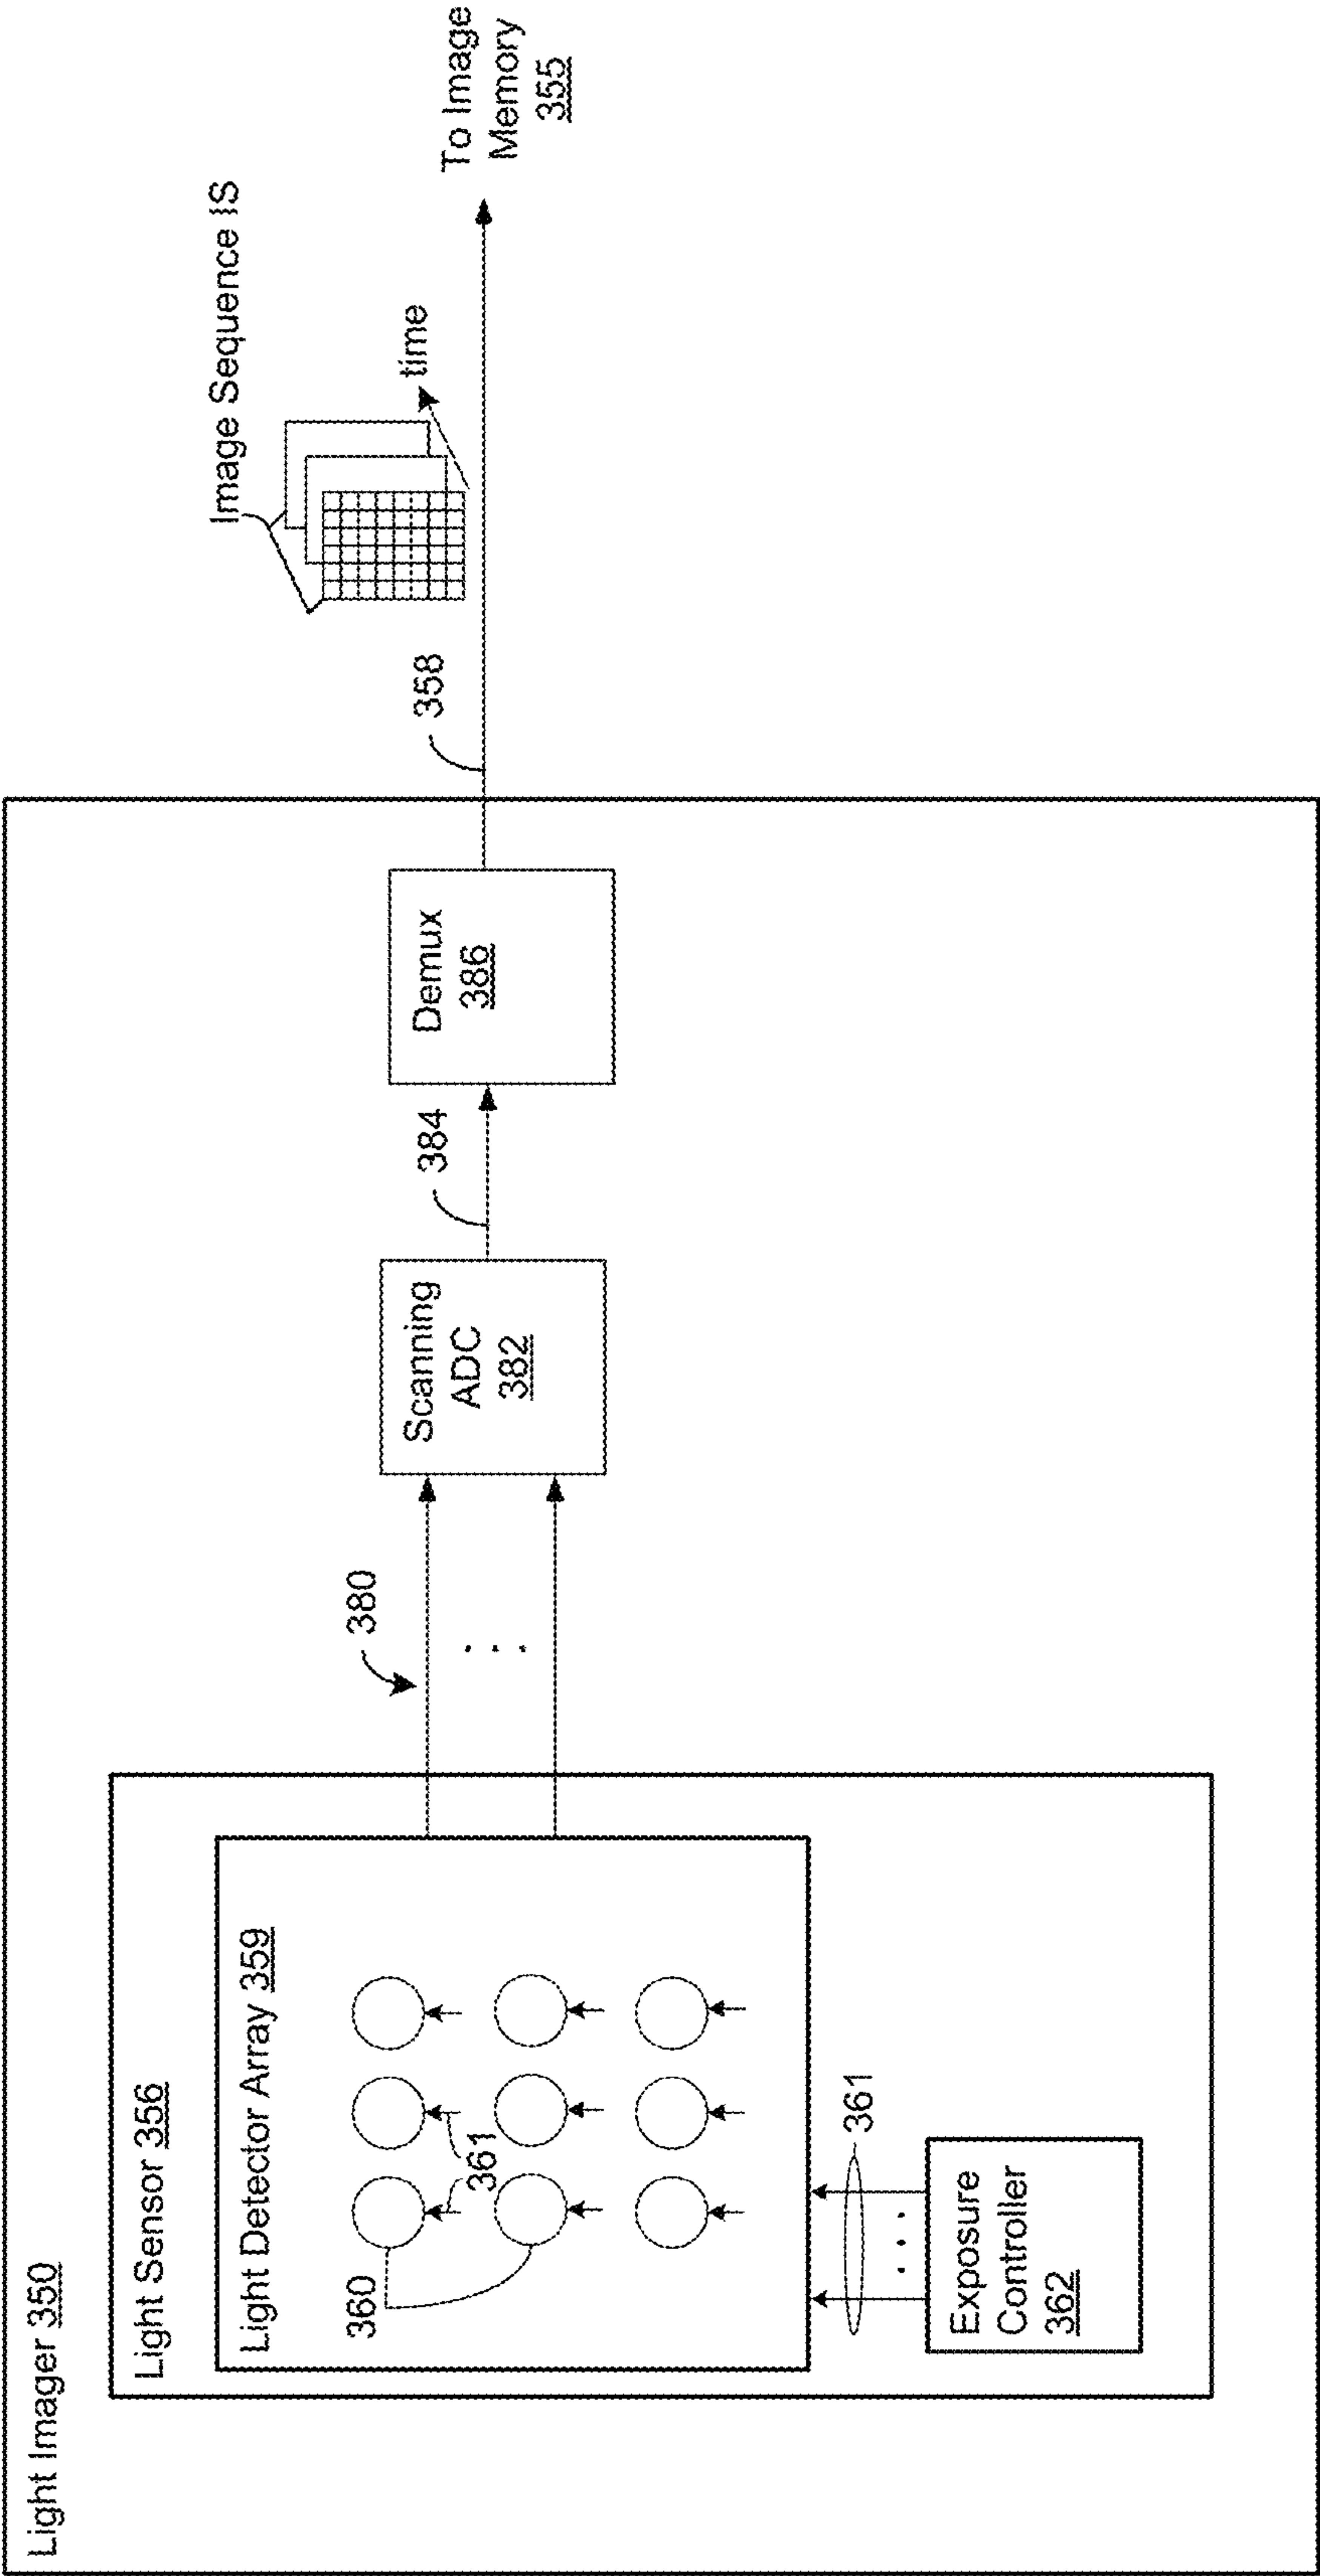 Light Imager 350
Light Sensor 356
Light Detector Array 359
360
361
361
Exposure
Controller
362
380
. . .
Scanning
ADC
382
384
Demux
386
358
Image Sequence IS
time
To Image
Memory
355